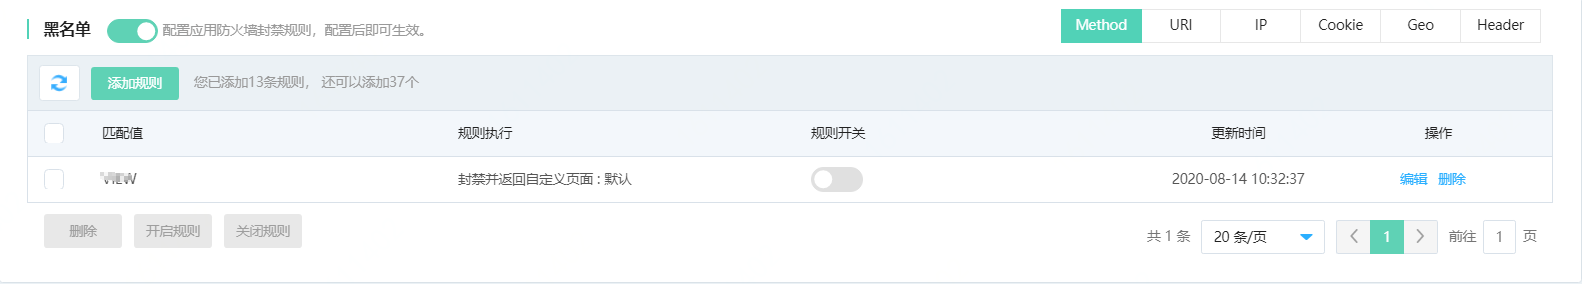 黑名单 配置应用防火墙封禁规则，配置后即可生效。 Method URI IP Cookie Geo Header
添加规则 您已添加13条规则， 还可以添加37个
匹配值 规则执行 规则开关 更新时间 操作
封禁并返回自定义页面 : 默认 2020-08-14 10:32:37 编辑 删除
删除 开启规则 关闭规则 共 1 条 20 条/页 1 前往 1 页